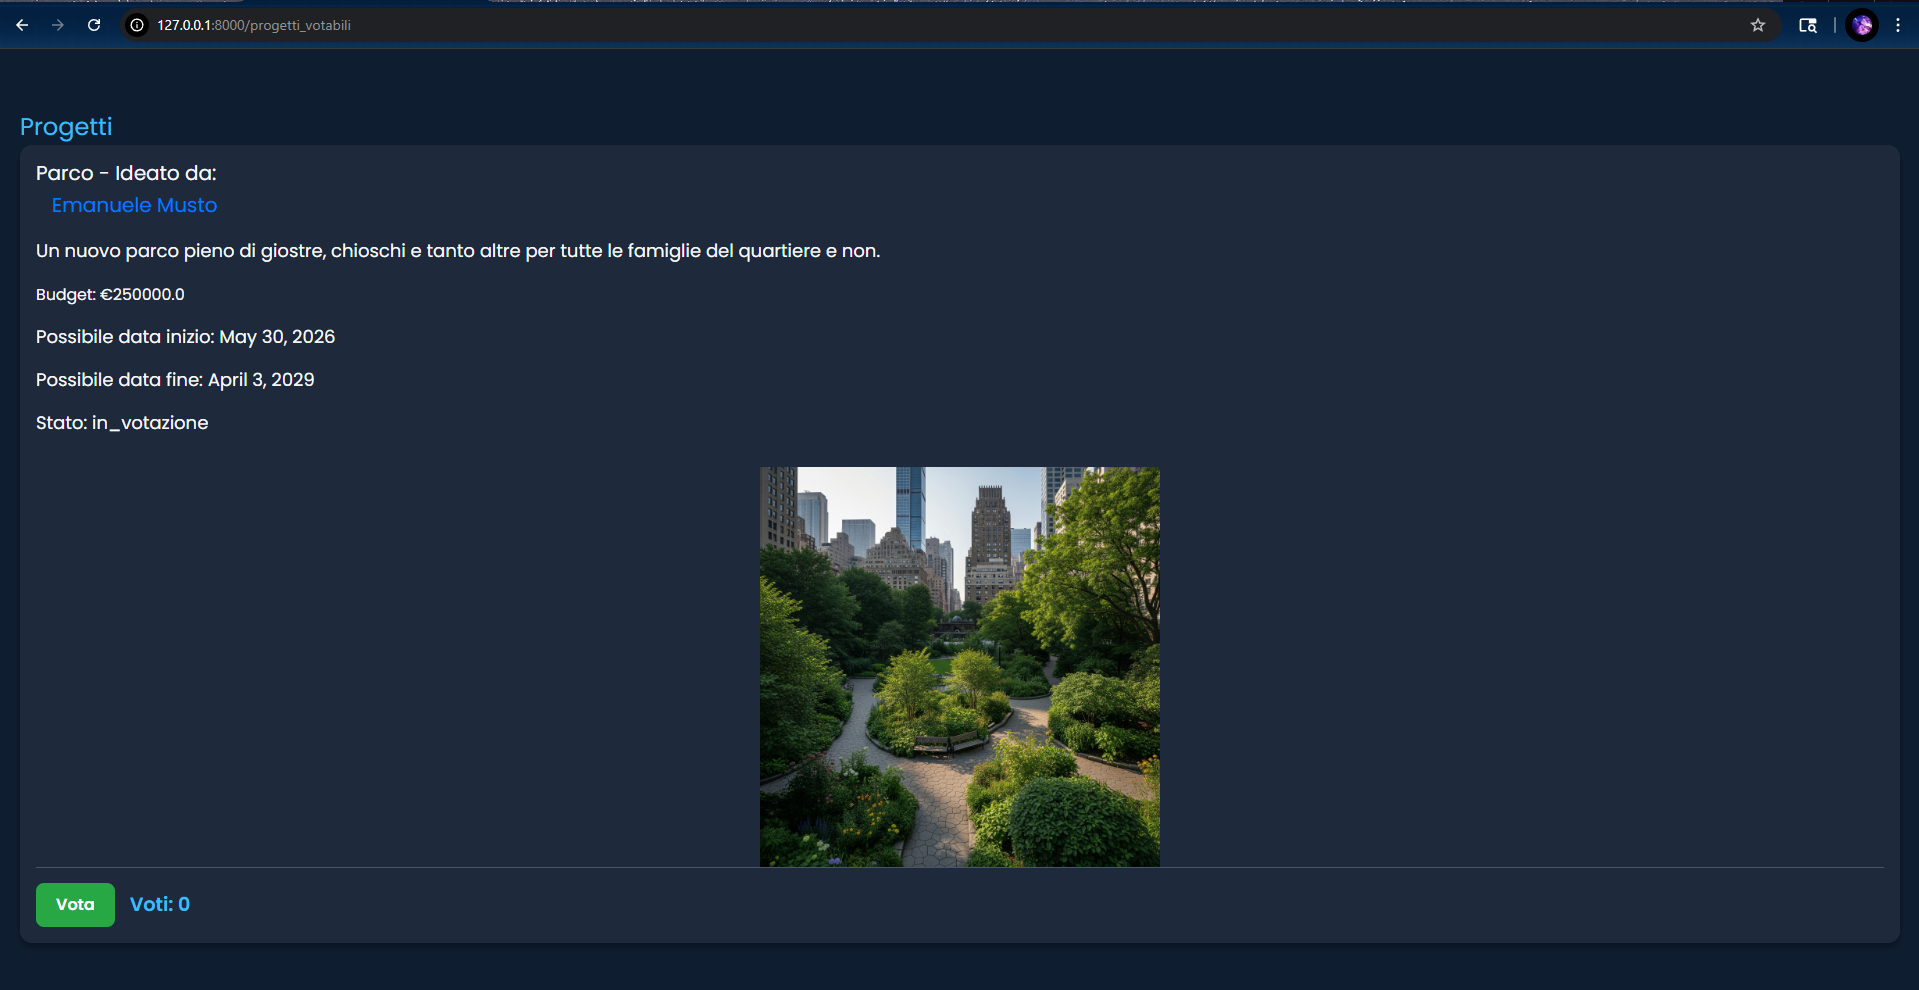 127.0.0.1:8000/progetti_votabili
Progetti
Parco - Ideato da:
Emanuele Musto
Un nuovo parco pieno di giostre, chioschi e tanto altre per tutte le famiglie del quartiere e non.
Budget: €250000.0
Possibile data inizio: May 30, 2026
Possibile data fine: April 3, 2029
Stato: in_votazione
Vota
Voti: 0